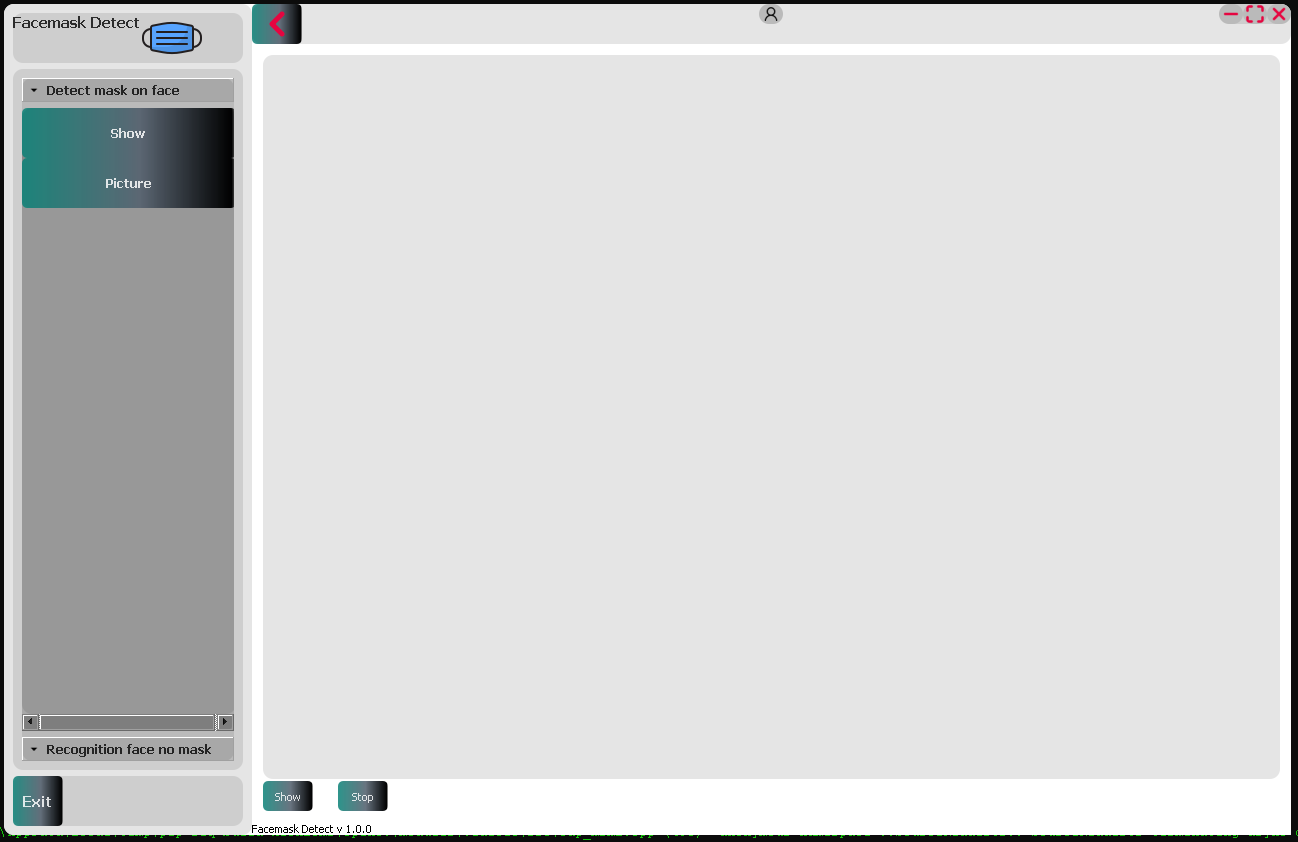 Facemask Detect
Detect mask on face
Show
Picture
Recognition face no mask
Exit
Show
Stop
Facemask Detect v 1.0.0